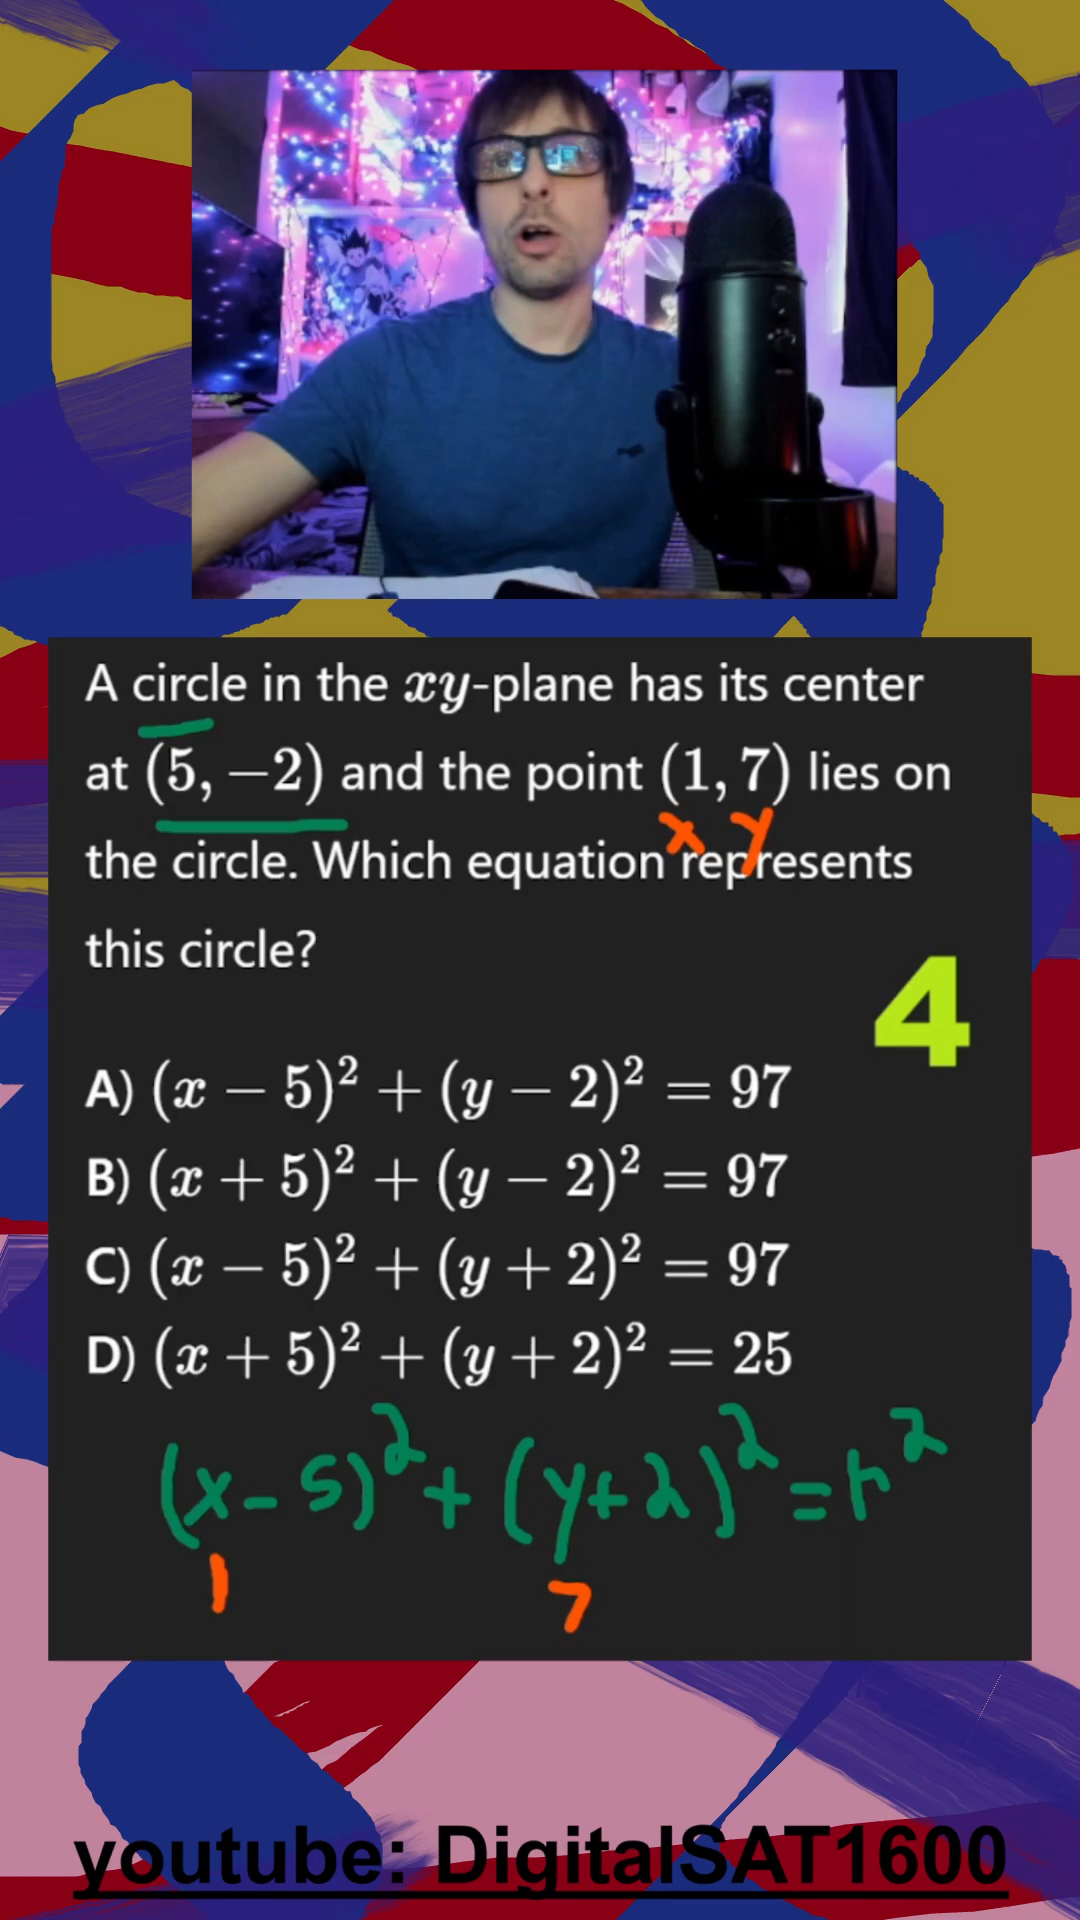 A circle in the xy-plane has its center
at (5, −2) and the point (1, 7) lies on
x y
the circle. Which equation represents
this circle?
4
A) (x − 5)² + (y − 2)² = 97
B) (x + 5)² + (y − 2)² = 97
C) (x − 5)² + (y + 2)² = 97
D) (x + 5)² + (y + 2)² = 25
(x - 5)² + (y + 2)² = r²
1 7
youtube: DigitalSAT1600